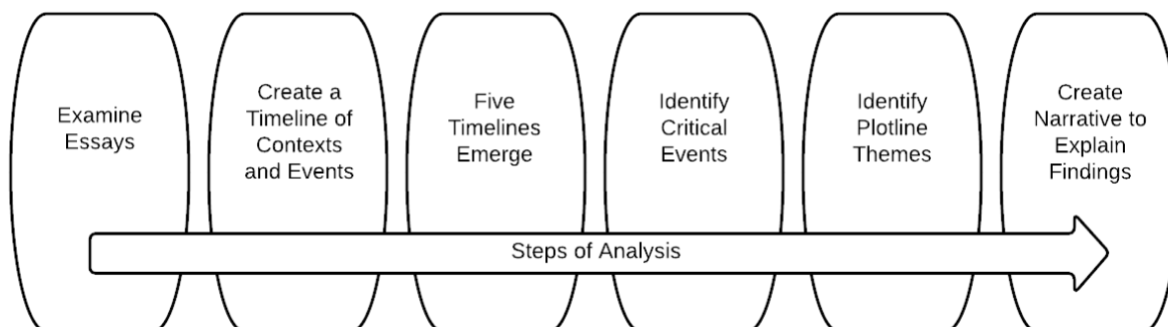 Examine
Essays
Create a
Timeline of
Contexts
and Events
Five
Timelines
Emerge
Identify
Critical
Events
Identify
Plotline
Themes
Create
Narrative to
Explain
Findings
Steps of Analysis